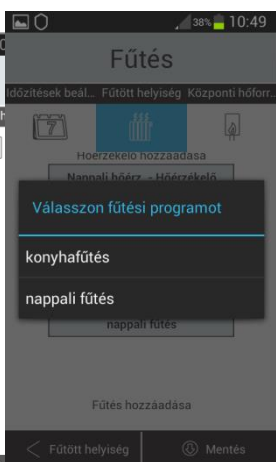 38% 10:49
Fűtés
Időzítések beál.. Fűtött helyiség Központi hőforr..
7
Hőérzékelő hozzáadása
Nappali hőérz. - Hőérzékelő
Válasszon fűtési programot
konyhafűtés
nappali fűtés
nappali fűtés
Fűtés hozzáadása
Fűtött helyiség Mentés